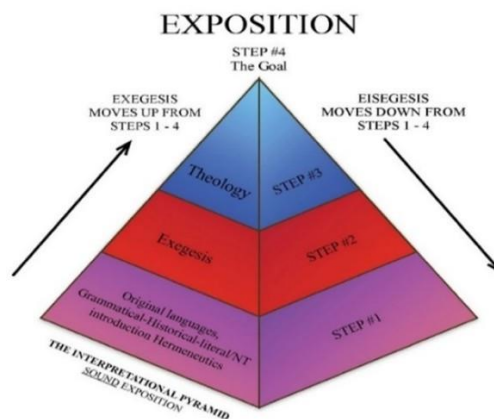 EXPOSITION
STEP #4
The Goal
EXEGESIS
MOVES UP FROM
STEPS 1 - 4
EISEGESIS
MOVES DOWN FROM
STEPS 1 - 4
Theology
STEP #3
Exegesis
STEP #2
Original languages,
Grammatical-Historical-literal/NT
introduction Hermeneutics
STEP #1
THE INTERPRETATIONAL PYRAMID
SOUND EXPOSITION